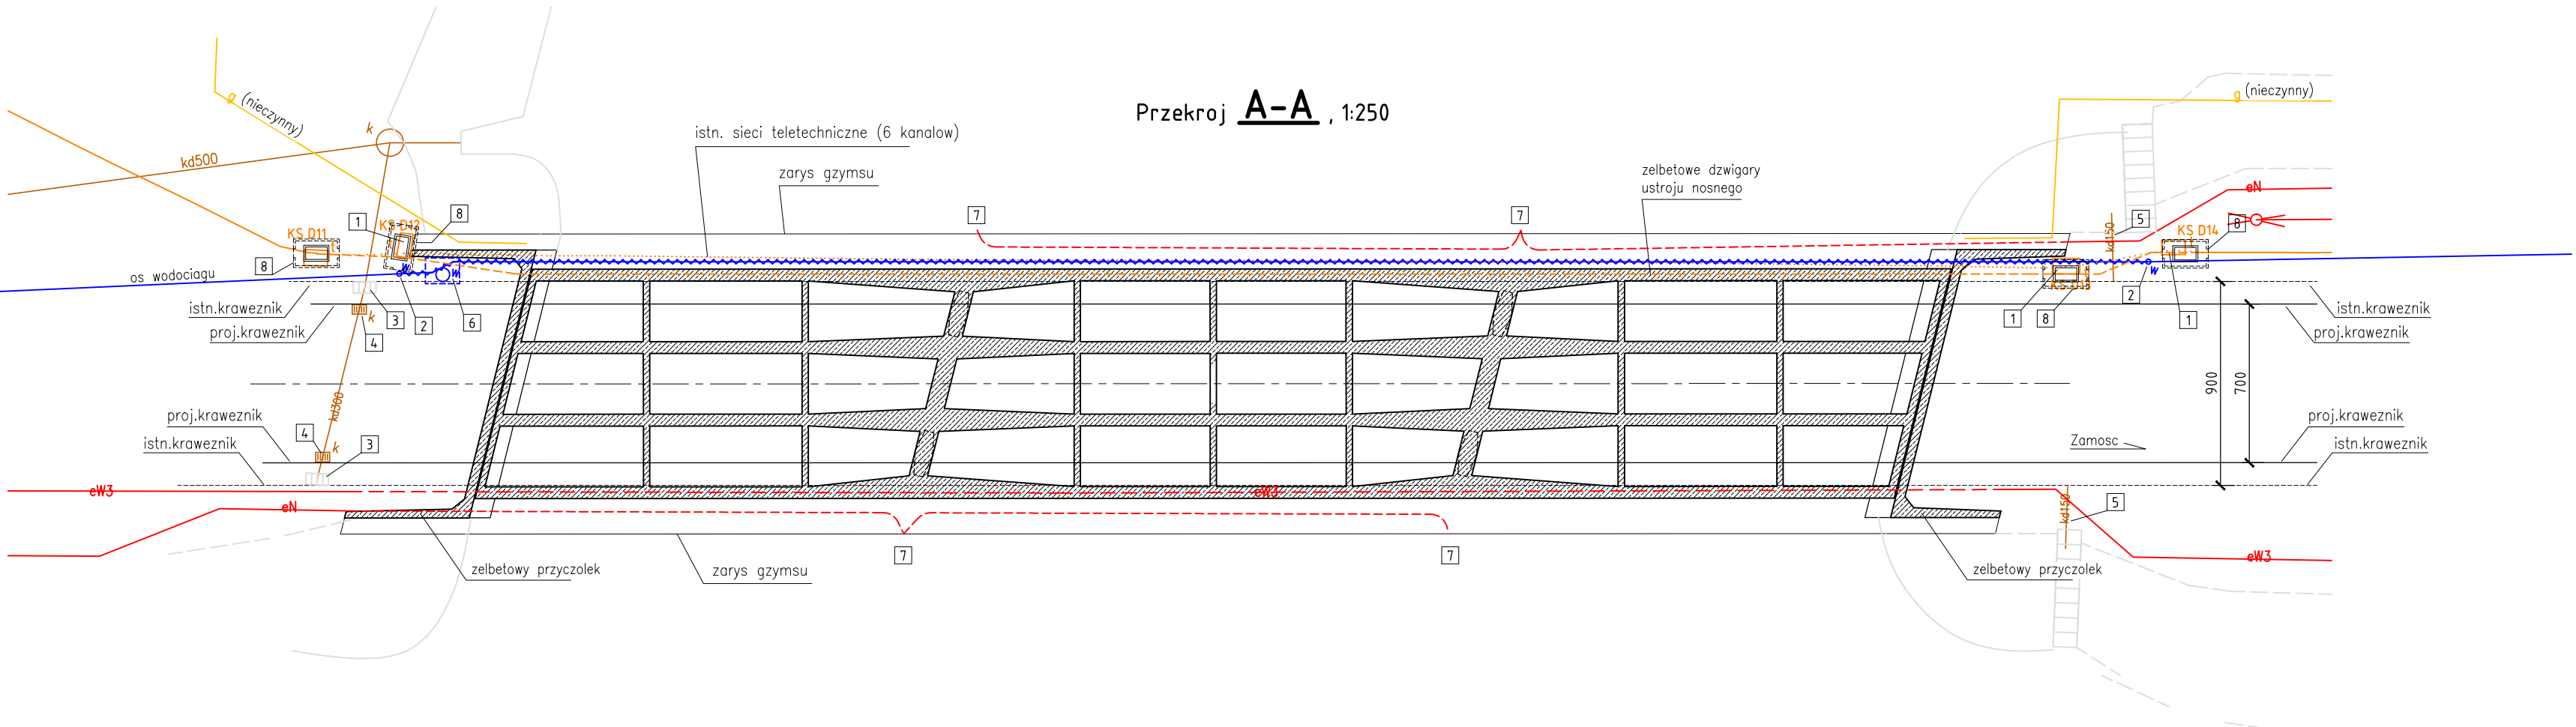 Przekroj A-A , 1:250
g (nieczynny)
g (nieczynny)
k
kd500
istn. sieci teletechniczne (6 kanalow)
zarys gzymsu
zelbetowe dzwigary
ustroju nosnego
eN
1
8
7
7
5
8
KS D11
KS D12
KS D14
kd150
t
8
w
w
w
os wodociagu
KS D13
istn.kraweznik
proj.kraweznik
k
3
2
6
4
1
8
2
1
istn.kraweznik
proj.kraweznik
900
700
kd300
proj.kraweznik
istn.kraweznik
4
k
3
Zamosc
proj.kraweznik
istn.kraweznik
eW3
eW3
eN
kd150
5
7
7
eW3
zelbetowy przyczolek
zarys gzymsu
zelbetowy przyczolek